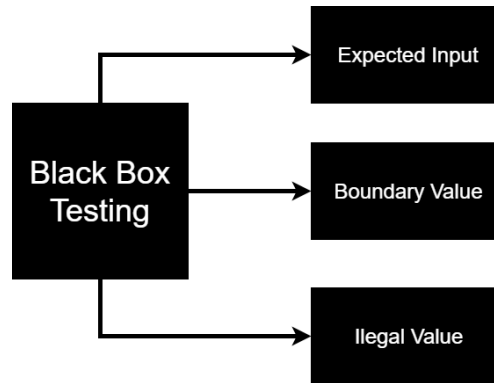 Expected Input
Black Box
Testing
Boundary Value
Ilegal Value